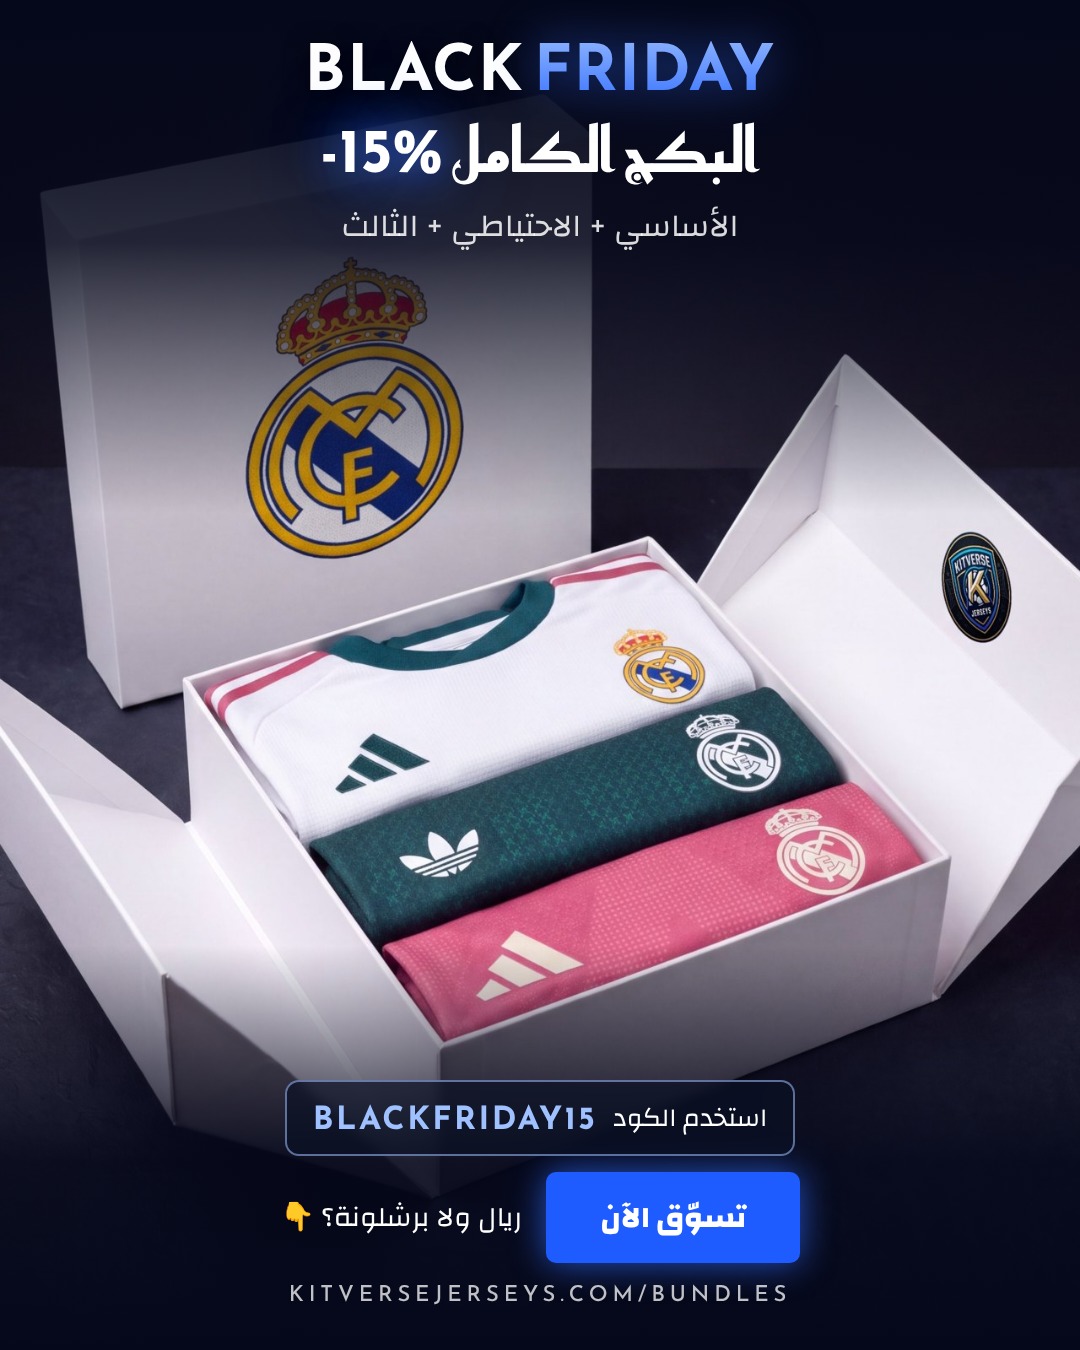 BLACK FRIDAY
البكج الكامل 15%-
الأساسي + الاحتياطي + الثالث
KITVERSE
K
JERSEYS
استخدم الكود BLACKFRIDAY15
تسوّق الآن
ريال ولا برشلونة؟ 👇
KITVERSEJERSEYS.COM/BUNDLES